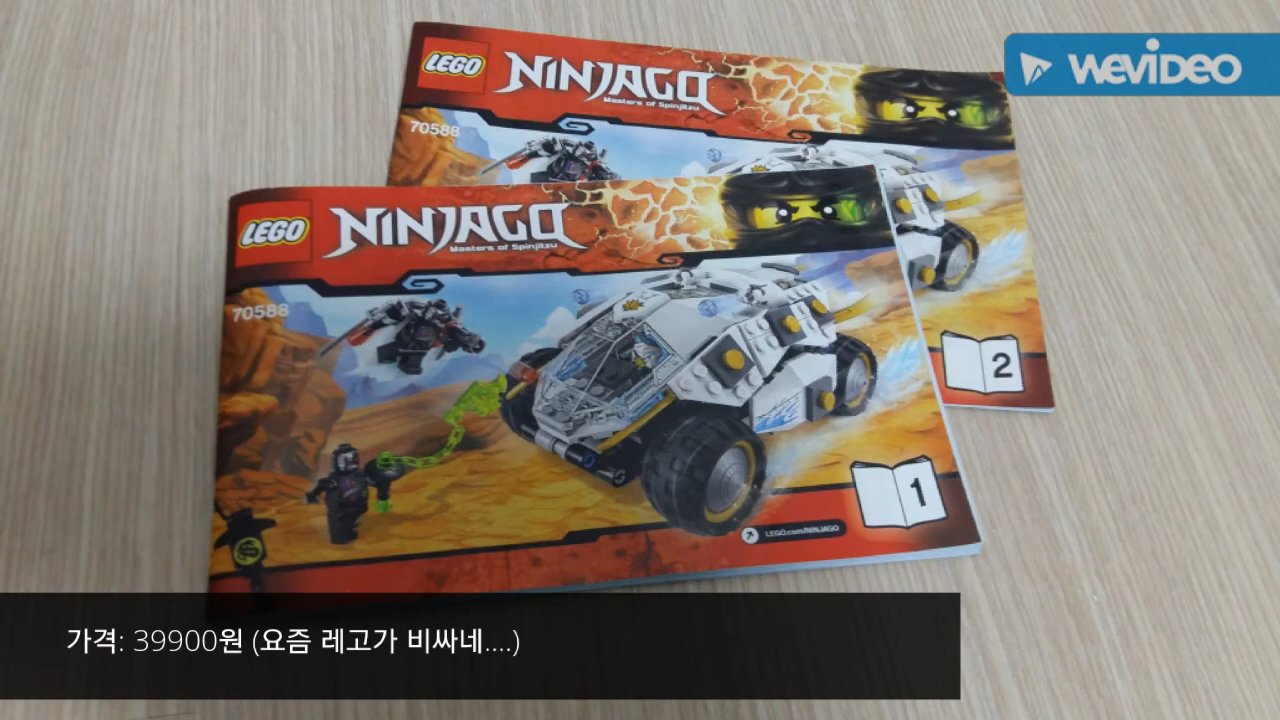 WEVIDEO
LEGO
NINJAGO
Masters of Spinjitzu
70588
2
LEGO
NINJAGO
Masters of Spinjitzu
70588
1
LEGO.com/NINJAGO
가격: 39900원 (요즘 레고가 비싸네....)